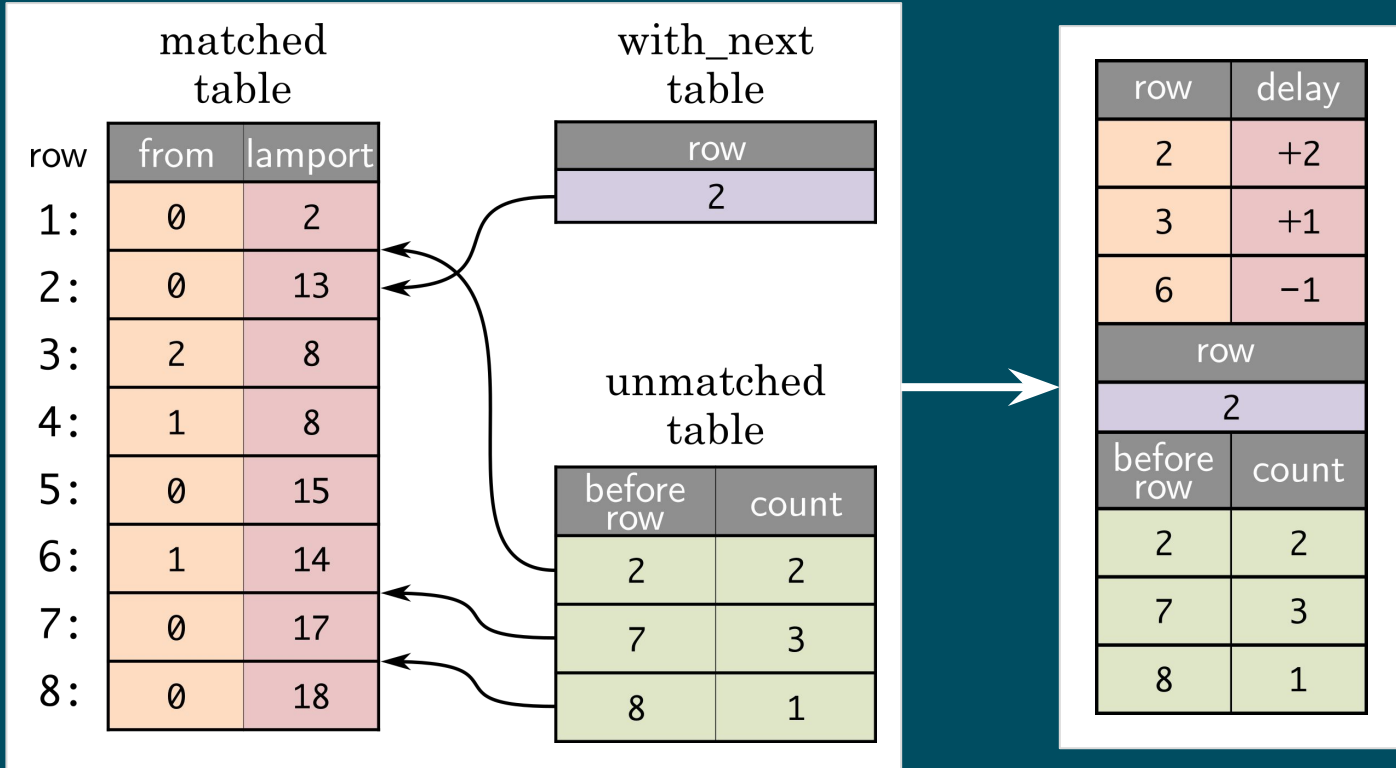 matched
table
row from lamport
1: 0 2
2: 0 13
3: 2 8
4: 1 8
5: 0 15
6: 1 14
7: 0 17
8: 0 18
with_next
table
row
2
unmatched
table
before
row
count
2 2
7 3
8 1
row delay
2 +2
3 +1
6 −1
row
2
before
row
count
2 2
7 3
8 1